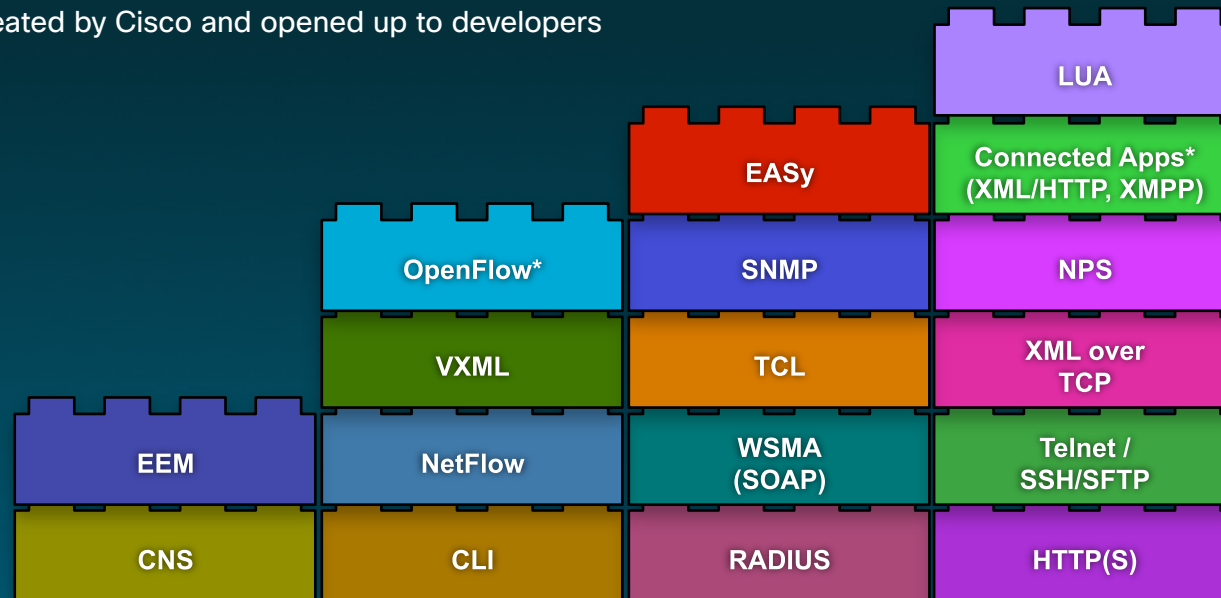 eated by Cisco and opened up to developers
LUA
EASy
Connected Apps*
(XML/HTTP, XMPP)
OpenFlow*
SNMP
NPS
VXML
TCL
XML over
TCP
EEM
NetFlow
WSMA
(SOAP)
Telnet /
SSH/SFTP
CNS
CLI
RADIUS
HTTP(S)